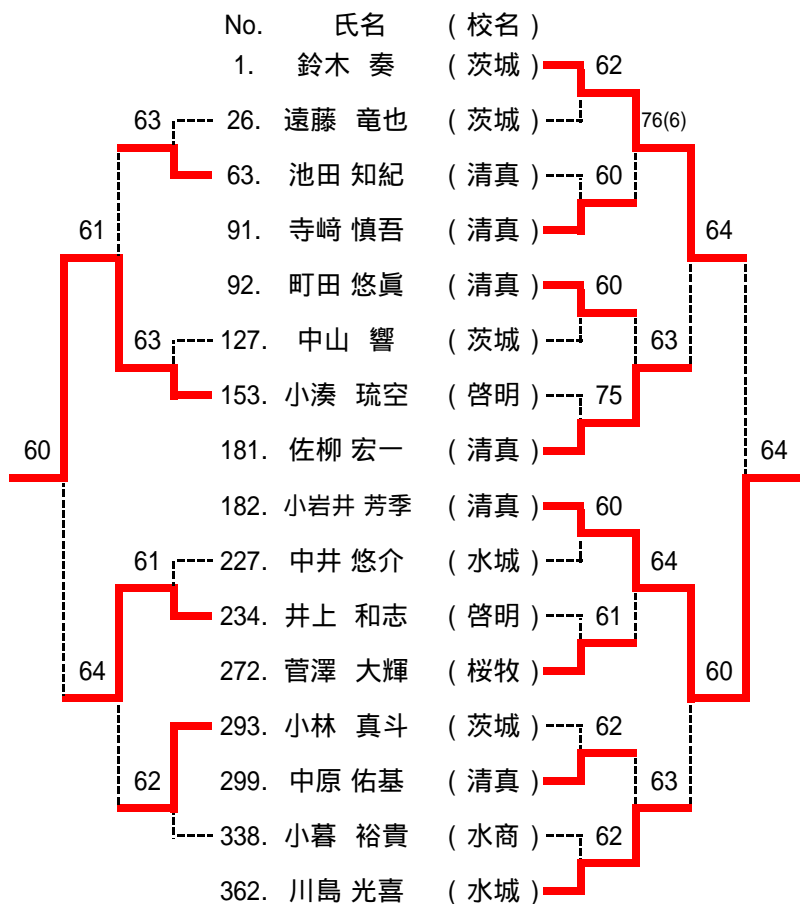 No. 氏名 (校名)
1. 鈴木 奏 (茨城) 62
63 26. 遠藤 竜也 (茨城) 76(6)
63. 池田 知紀 (清真) 60
61 91. 寺﨑 慎吾 (清真) 64
92. 町田 悠眞 (清真) 60
63 127. 中山 響 (茨城) 63
153. 小湊 琉空 (啓明) 75
60 181. 佐柳 宏一 (清真) 64
182. 小岩井 芳季 (清真) 60
61 227. 中井 悠介 (水城) 64
234. 井上 和志 (啓明) 61
64 272. 菅澤 大輝 (桜牧) 60
293. 小林 真斗 (茨城) 62
62 299. 中原 佑基 (清真) 63
338. 小暮 裕貴 (水商) 62
362. 川島 光喜 (水城)